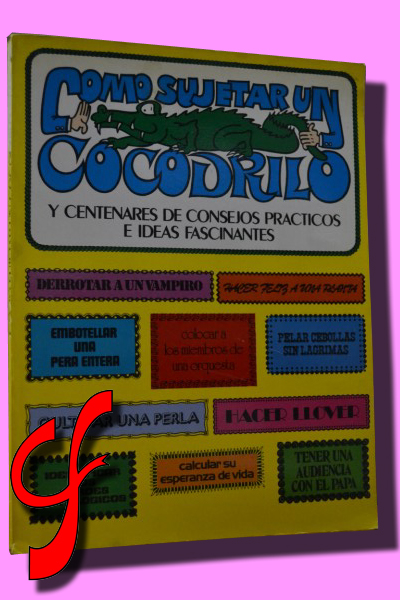 COMO SUJETAR UN
COCODRILO
Y CENTENARES DE CONSEJOS PRACTICOS
E IDEAS FASCINANTES
DERROTAR A UN VAMPIRO
HACER FELIZ A UNA PLANTA
EMBOTELLAR
UNA
PERA ENTERA
colocar a
los miembros de
una orquesta
PELAR CEBOLLAS
SIN LAGRIMAS
UNA PERLA
HACER LLOVER
calcular su
esperanza de vida
TENER UNA
AUDIENCIA
CON EL PAPA